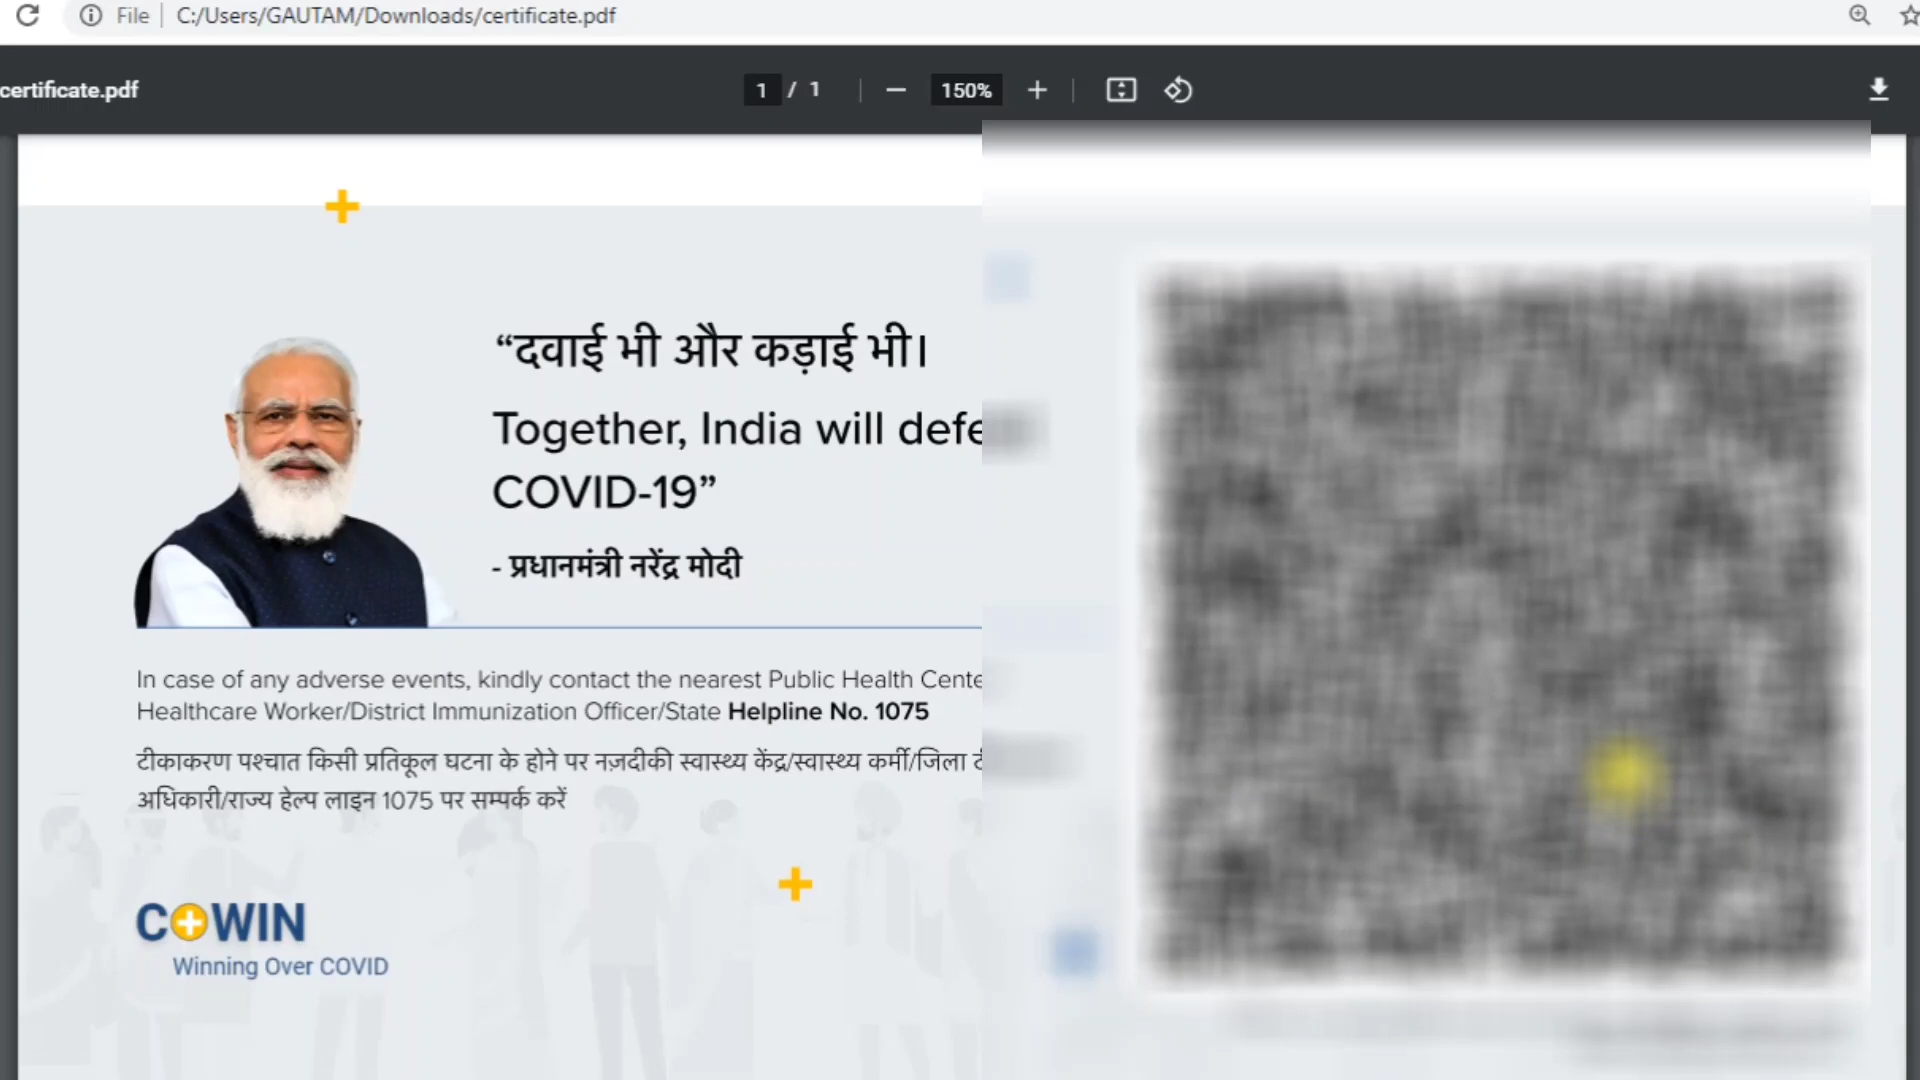 File | C:/Users/GAUTAM/Downloads/certificate.pdf
certificate.pdf
1 / 1
150%
“दवाई भी और कड़ाई भी।
Together, India will defe
COVID-19”
- प्रधानमंत्री नरेंद्र मोदी
In case of any adverse events, kindly contact the nearest Public Health Cente
Healthcare Worker/District Immunization Officer/State Helpline No. 1075
टीकाकरण पश्चात किसी प्रतिकूल घटना के होने पर नज़दीकी स्वास्थ्य केंद्र/स्वास्थ्य कर्मी/जिला
अधिकारी/राज्य हेल्प लाइन 1075 पर सम्पर्क करें
COWIN
Winning Over COVID